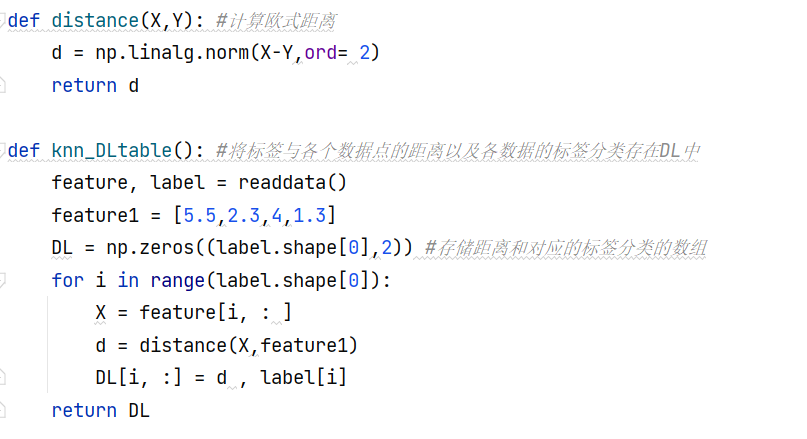 def distance(X,Y): #计算欧式距离
    d = np.linalg.norm(X-Y,ord= 2)
    return d
def knn_DLtable(): #将标签与各个数据点的距离以及各数据的标签分类存在DL中
    feature, label = readdata()
    feature1 = [5.5,2.3,4,1.3]
    DL = np.zeros((label.shape[0],2)) #存储距离和对应的标签分类的数组
    for i in range(label.shape[0]):
        X = feature[i, : ]
        d = distance(X,feature1)
        DL[i, :] = d , label[i]
    return DL